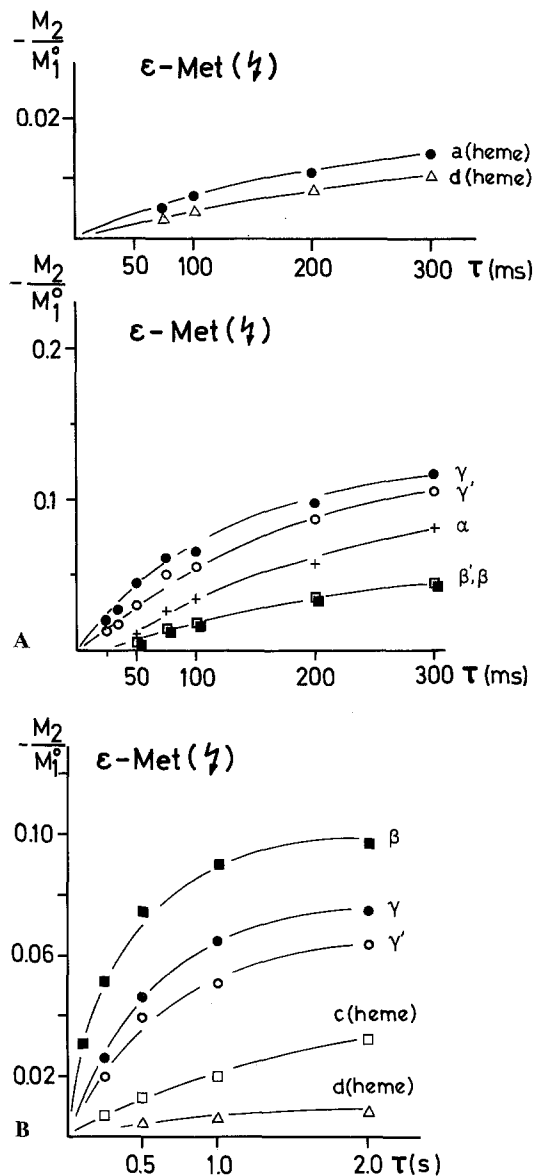 - M₂/M₁°
ε-Met (↯)
0.02
a (heme)
d (heme)
50 100 200 300 τ (ms)
- M₂/M₁°
ε-Met (↯)
0.2
γ
0.1
γ'
α
β',β
A
50 100 200 300 τ (ms)
- M₂/M₁°
ε-Met (↯)
0.10
β
γ
0.06
γ'
c (heme)
0.02
d (heme)
B
0.5 1.0 2.0 τ (s)